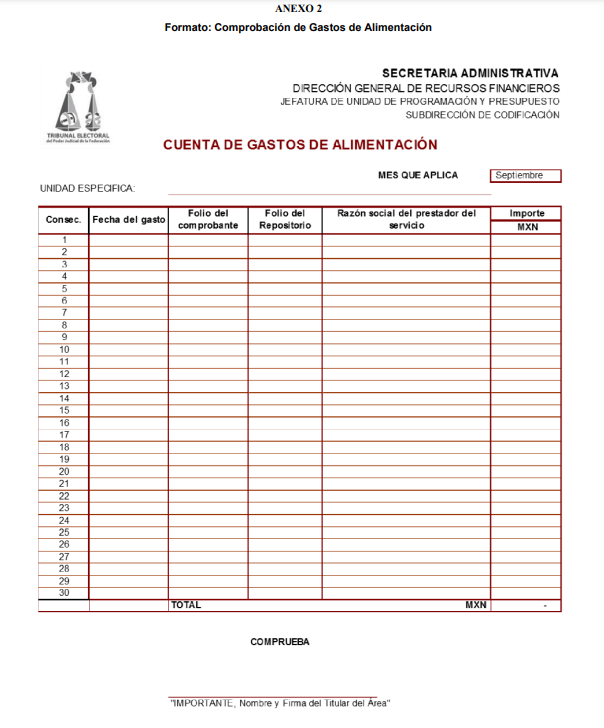 ANEXO 2
Formato: Comprobación de Gastos de Alimentación
SECRETARIA ADMINISTRATIVA
DIRECCIÓN GENERAL DE RECURSOS FINANCIEROS
JEFATURA DE UNIDAD DE PROGRAMACIÓN Y PRESUPUESTO
SUBDIRECCIÓN DE CODIFICACIÓN
TRIBUNAL ELECTORAL
del Poder Judicial de la Federación
CUENTA DE GASTOS DE ALIMENTACIÓN
MES QUE APLICA Septiembre
UNIDAD ESPECIFICA:
Consec. Fecha del gasto Folio del comprobante Folio del Repositorio Razón social del prestador del servicio Importe MXN
1
2
3
4
5
6
7
8
9
10
11
12
13
14
15
16
17
18
19
20
21
22
23
24
25
26
27
28
29
30
TOTAL MXN -
COMPRUEBA
"IMPORTANTE, Nombre y Firma del Titular del Área"